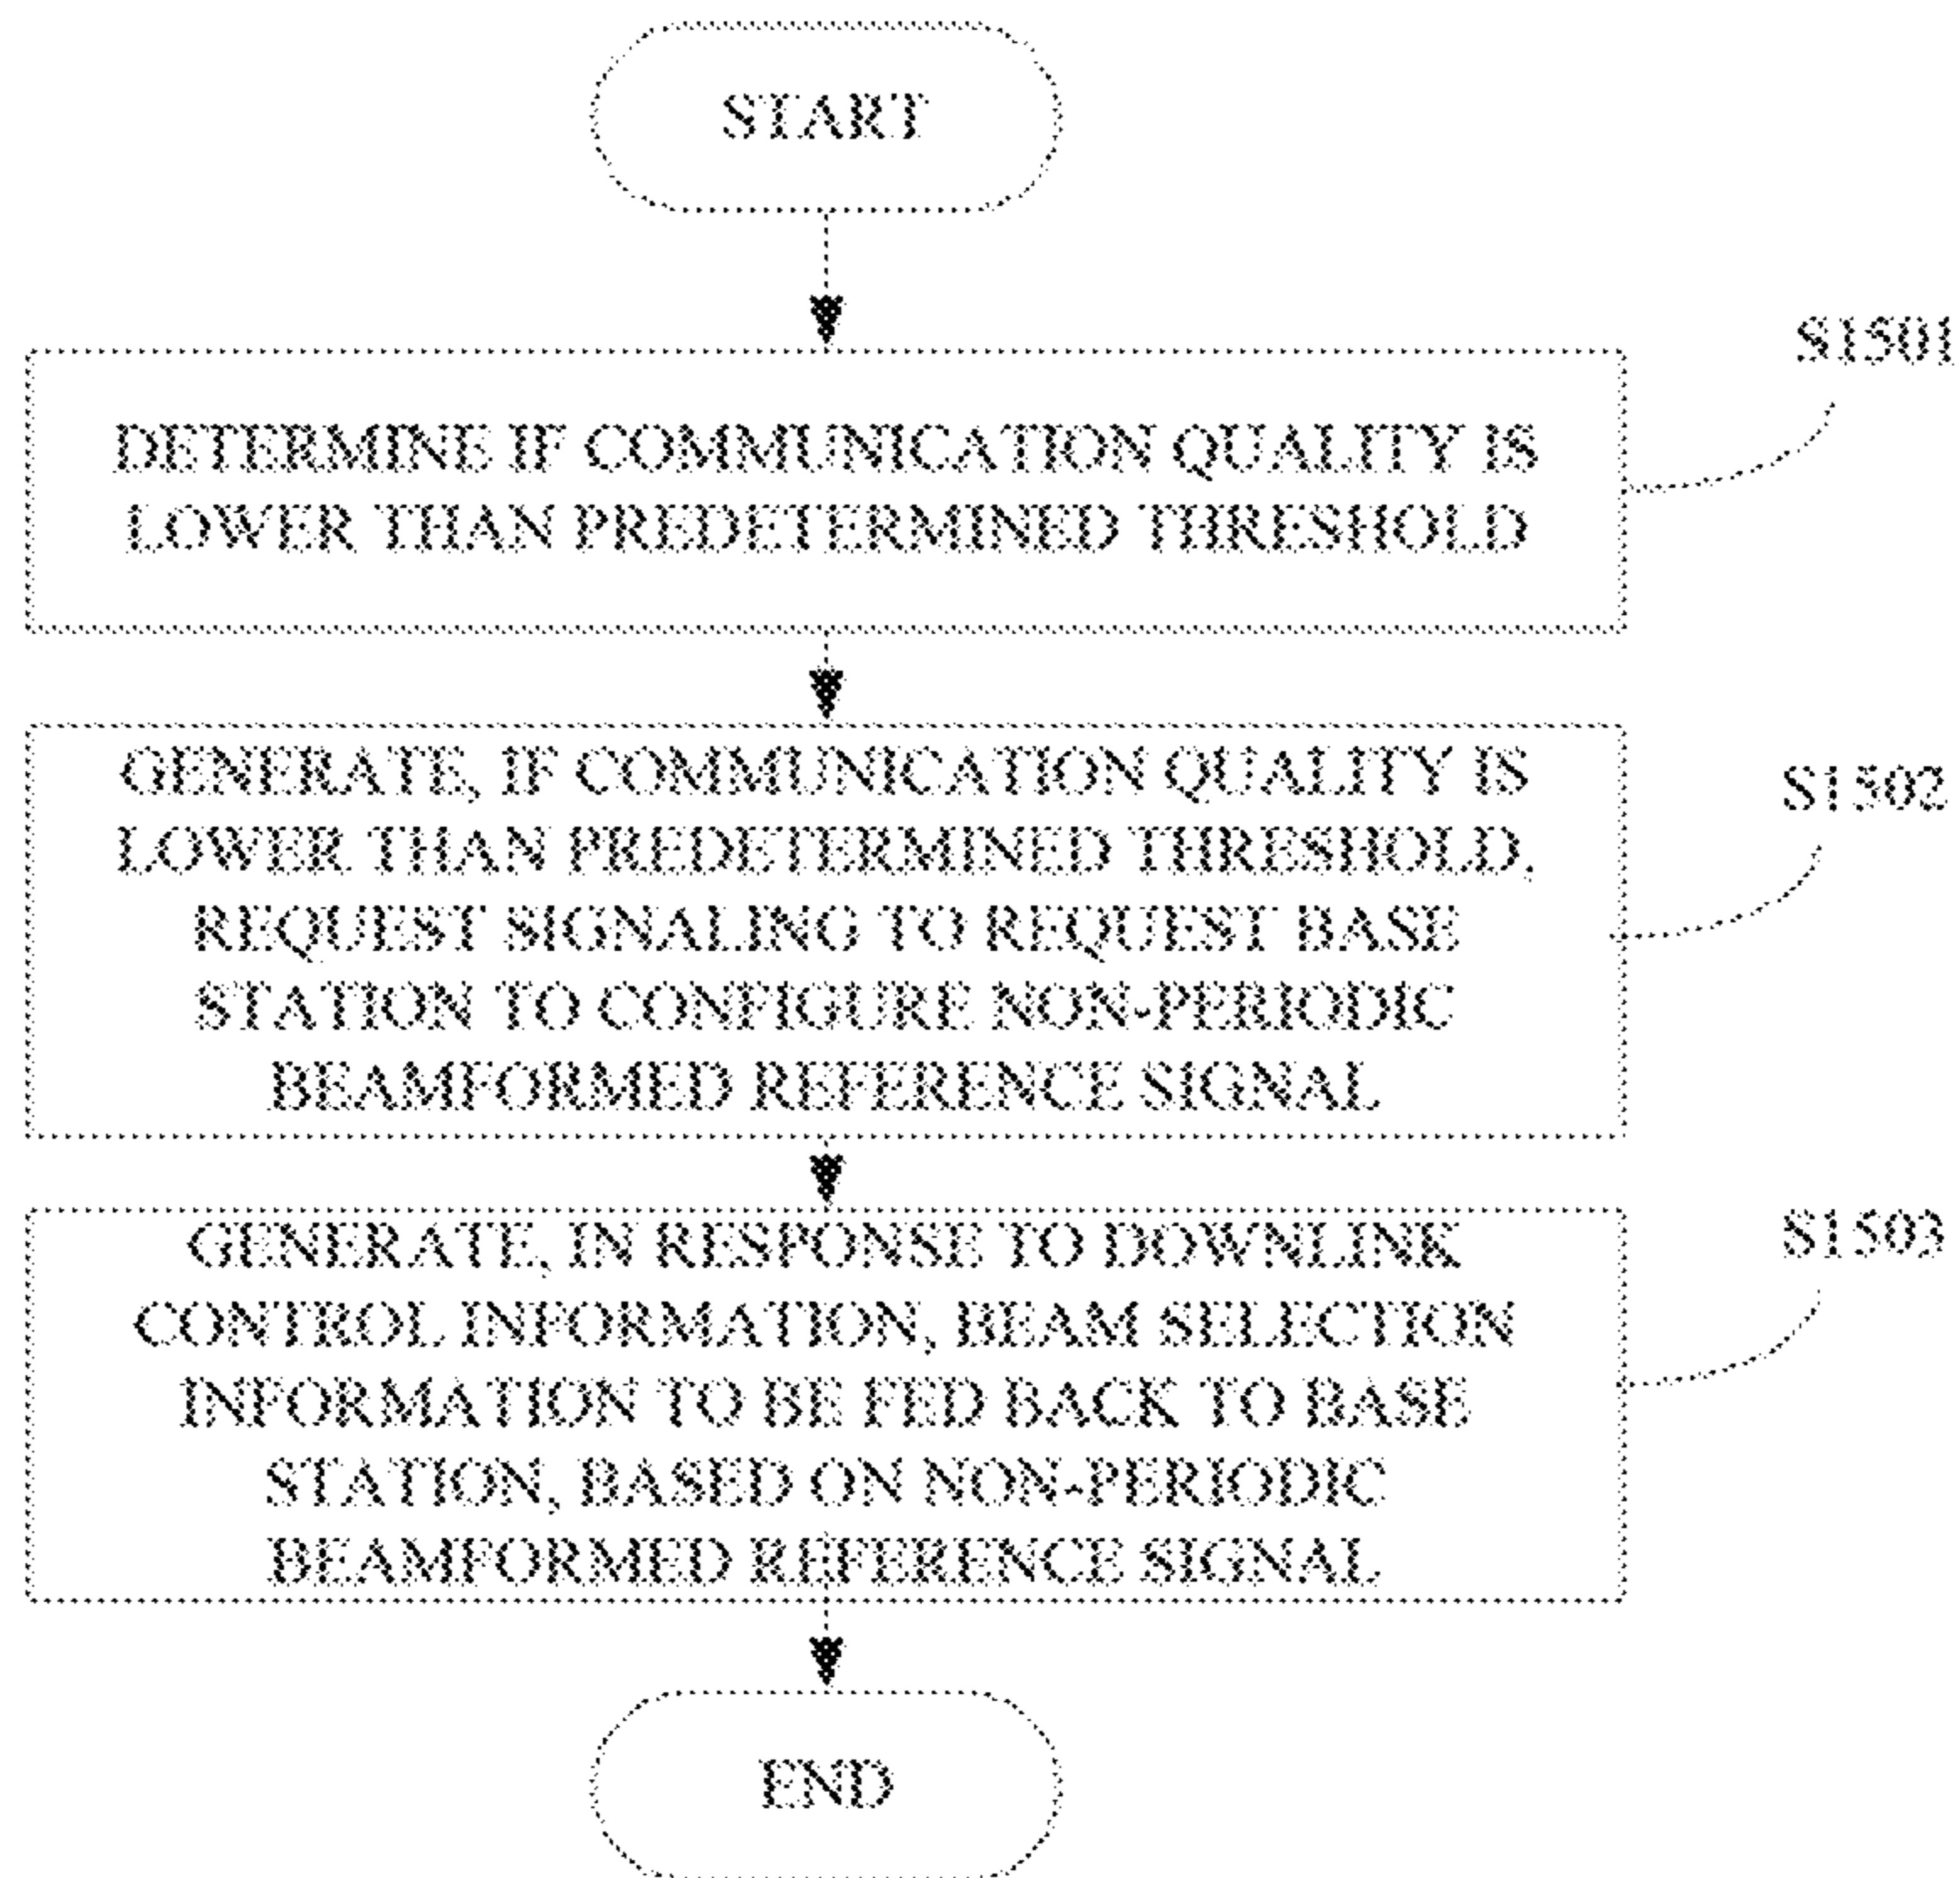 START
S1501
DETERMINE IF COMMUNICATION QUALITY IS
LOWER THAN PREDETERMINED THRESHOLD
S1502
GENERATE, IF COMMUNICATION QUALITY IS
LOWER THAN PREDETERMINED THRESHOLD,
REQUEST SIGNALING TO REQUEST BASE
STATION TO CONFIGURE NON-PERIODIC
BEAMFORMED REFERENCE SIGNAL
S1503
GENERATE, IN RESPONSE TO DOWNLINK
CONTROL INFORMATION, BEAM SELECTION
INFORMATION TO BE FED BACK TO BASE
STATION, BASED ON NON-PERIODIC
BEAMFORMED REFERENCE SIGNAL
END